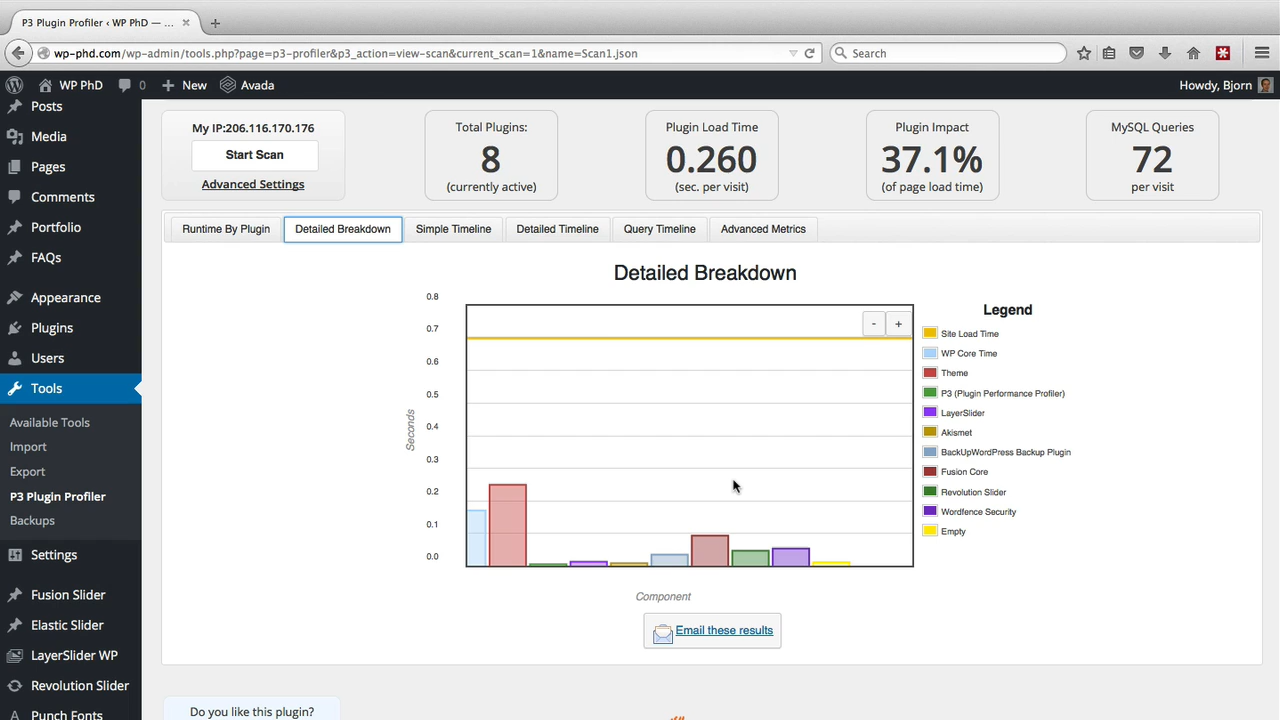 P3 Plugin Profiler ‹ WP PhD — ...
wp-phd.com/wp-admin/tools.php?page=p3-profiler&p3_action=view-scan&current_scan=1&name=Scan1.json
Search
WP PhD
0
New
Avada
Howdy, Bjorn
Posts
Media
Pages
Comments
Portfolio
FAQs
Appearance
Plugins
Users
Tools
Available Tools
Import
Export
P3 Plugin Profiler
Backups
Settings
Fusion Slider
Elastic Slider
LayerSlider WP
Revolution Slider
Punch Fonts
My IP:206.116.170.176
Start Scan
Advanced Settings
Total Plugins:
8
(currently active)
Plugin Load Time
0.260
(sec. per visit)
Plugin Impact
37.1%
(of page load time)
MySQL Queries
72
per visit
Runtime By Plugin
Detailed Breakdown
Simple Timeline
Detailed Timeline
Query Timeline
Advanced Metrics
Detailed Breakdown
0.8
0.7
0.6
0.5
0.4
0.3
0.2
0.1
0.0
Seconds
-
+
Component
Legend
Site Load Time
WP Core Time
Theme
P3 (Plugin Performance Profiler)
LayerSlider
Akismet
BackUpWordPress Backup Plugin
Fusion Core
Revolution Slider
Wordfence Security
Empty
Email these results
Do you like this plugin?